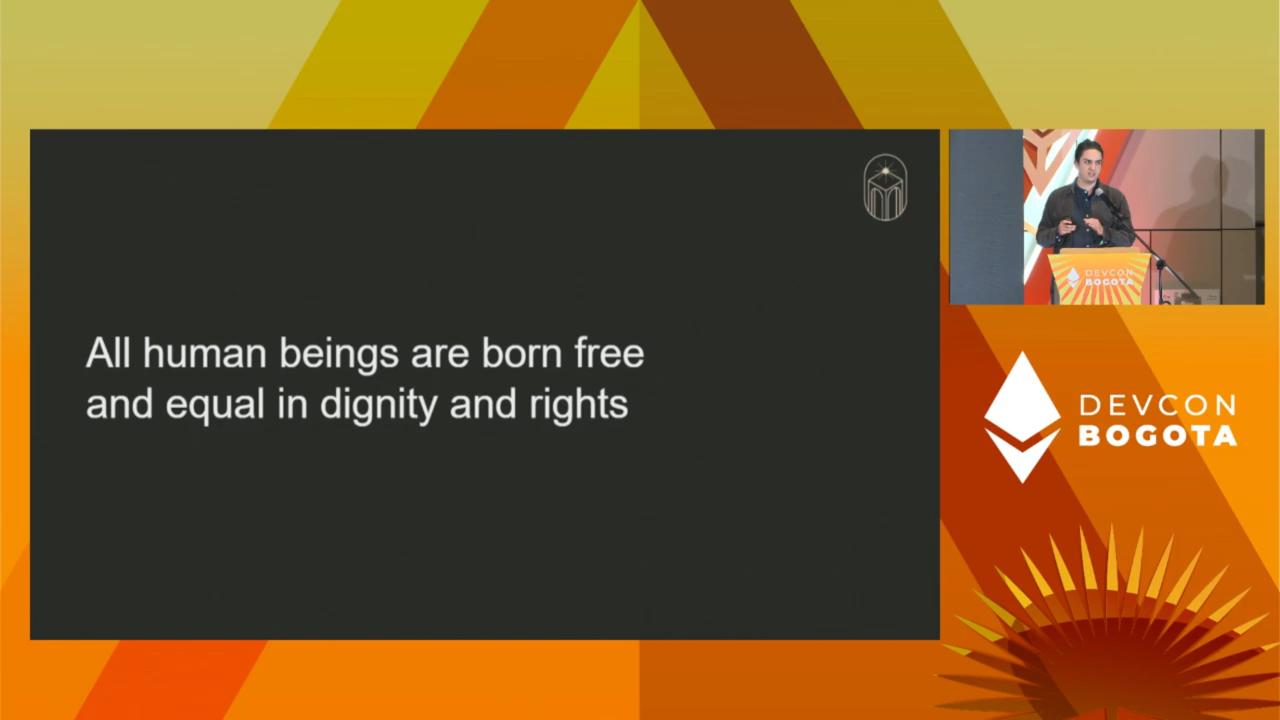 All human beings are born free
and equal in dignity and rights
DEVCON
BOGOTA
DEVCON
BOGOTA